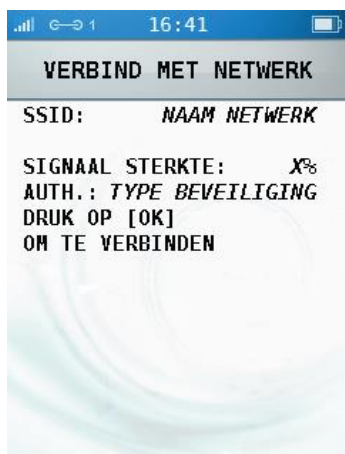 1 16:41
VERBIND MET NETWERK
SSID: NAAM NETWERK
SIGNAAL STERKTE: X%
AUTH.: TYPE BEVEILIGING
DRUK OP [OK]
OM TE VERBINDEN